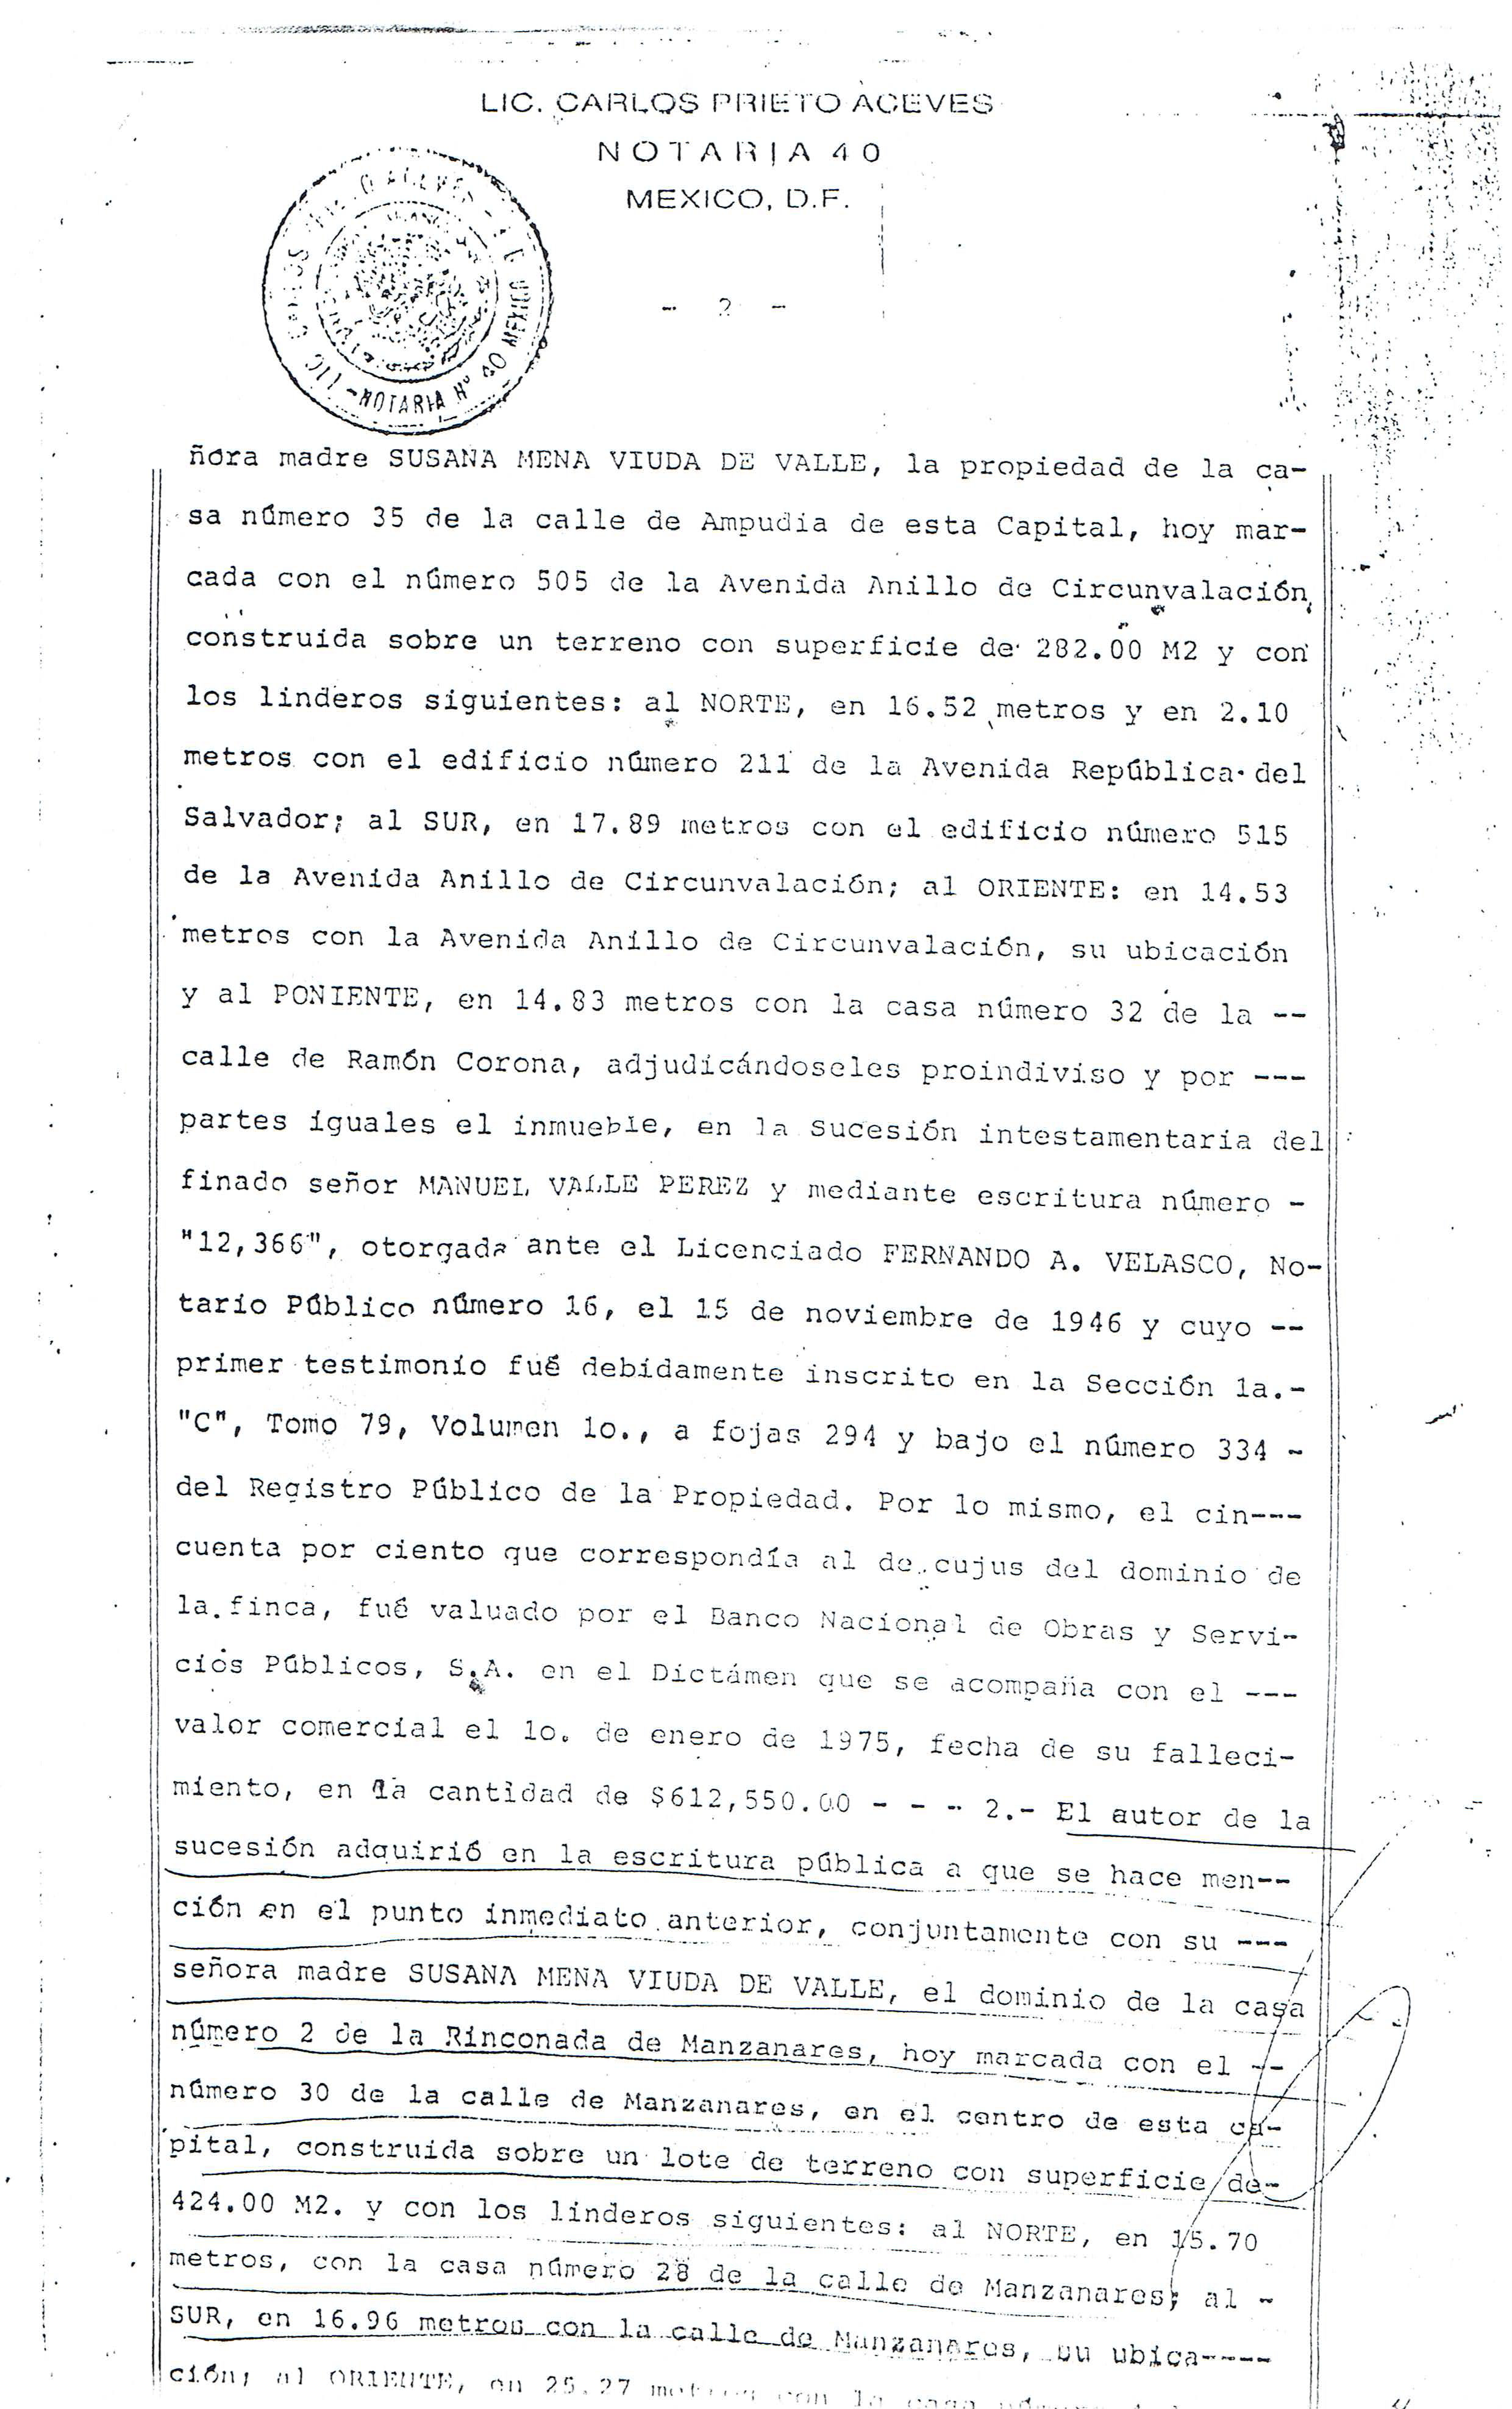 LIC. CARLOS PRIETO ACEVES
NOTARIA 40
MEXICO, D.F.
- 2 -
LIC - NOTARIA Nº 40 MEXICO
ñora madre SUSANA MENA VIUDA DE VALLE, la propiedad de la ca-
sa número 35 de la calle de Ampudia de esta Capital, hoy mar-
cada con el número 505 de la Avenida Anillo de Circunvalación,
construida sobre un terreno con superficie de 282.00 M2 y con
los linderos siguientes: al NORTE, en 16.52 metros y en 2.10
metros con el edificio número 211 de la Avenida República del
Salvador; al SUR, en 17.89 metros con el edificio número 515
de la Avenida Anillo de Circunvalación; al ORIENTE: en 14.53
metros con la Avenida Anillo de Circunvalación, su ubicación
y al PONIENTE, en 14.83 metros con la casa número 32 de la --
calle de Ramón Corona, adjudicándoseles proindiviso y por ---
partes iguales el inmueble, en la Sucesión intestamentaria del
finado señor MANUEL VALLE PEREZ y mediante escritura número -
"12,366", otorgada ante el Licenciado FERNANDO A. VELASCO, No-
tario Público número 16, el 15 de noviembre de 1946 y cuyo --
primer testimonio fué debidamente inscrito en la Sección 1a.-
"C", Tomo 79, Volumen 1o., a fojas 294 y bajo el número 334 -
del Registro Público de la Propiedad. Por lo mismo, el cin---
cuenta por ciento que correspondía al de cujus del dominio de
la finca, fué valuado por el Banco Nacional de Obras y Servi-
cios Públicos, S.A. en el Dictámen que se acompaña con el ---
valor comercial el 1o. de enero de 1975, fecha de su falleci-
miento, en la cantidad de $612,550.00 - - - 2.- El autor de la
sucesión adquirió en la escritura pública a que se hace men--
ción en el punto inmediato anterior, conjuntamente con su ---
señora madre SUSANA MENA VIUDA DE VALLE, el dominio de la casa
número 2 de la Rinconada de Manzanares, hoy marcada con el --
número 30 de la calle de Manzanares, en el centro de esta ca-
pital, construida sobre un lote de terreno con superficie de-
424.00 M2. y con los linderos siguientes: al NORTE, en 15.70
metros, con la casa número 28 de la calle de Manzanares; al -
SUR, en 16.96 metros con la calle de Manzanares, su ubica----
ción; al ORIENTE, en 25.27 metros con la casa